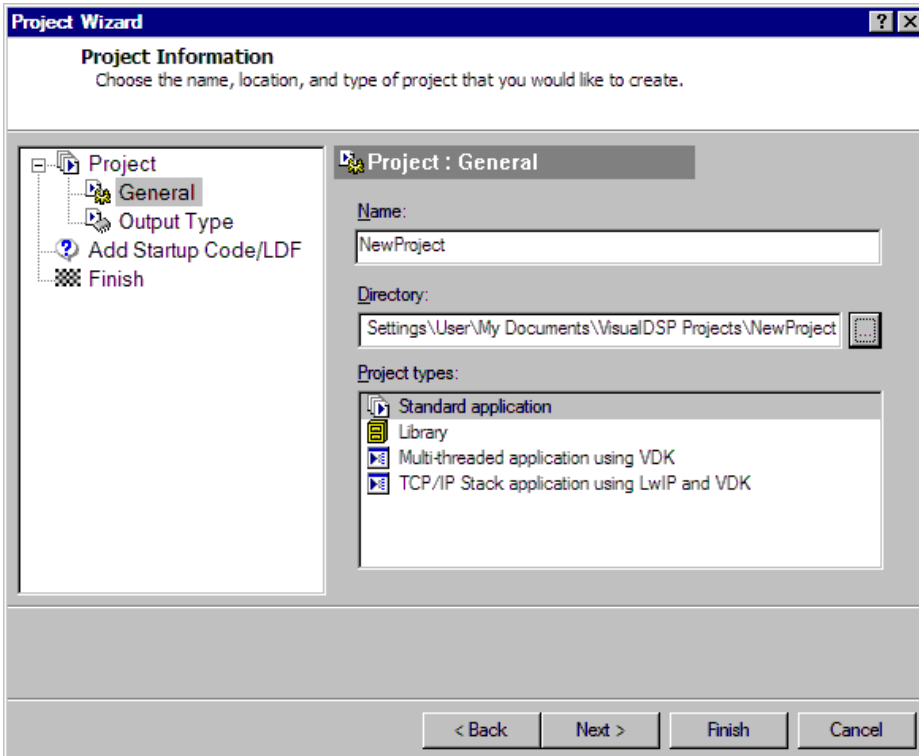 Project Wizard
Project Information
Choose the name, location, and type of project that you would like to create.
Project
General
Output Type
Add Startup Code/LDF
Finish
Project : General
Name:
NewProject
Directory:
Settings\User\My Documents\VisualDSP Projects\NewProject
...
Project types:
Standard application
Library
Multi-threaded application using VDK
TCP/IP Stack application using LwIP and VDK
< Back
Next >
Finish
Cancel